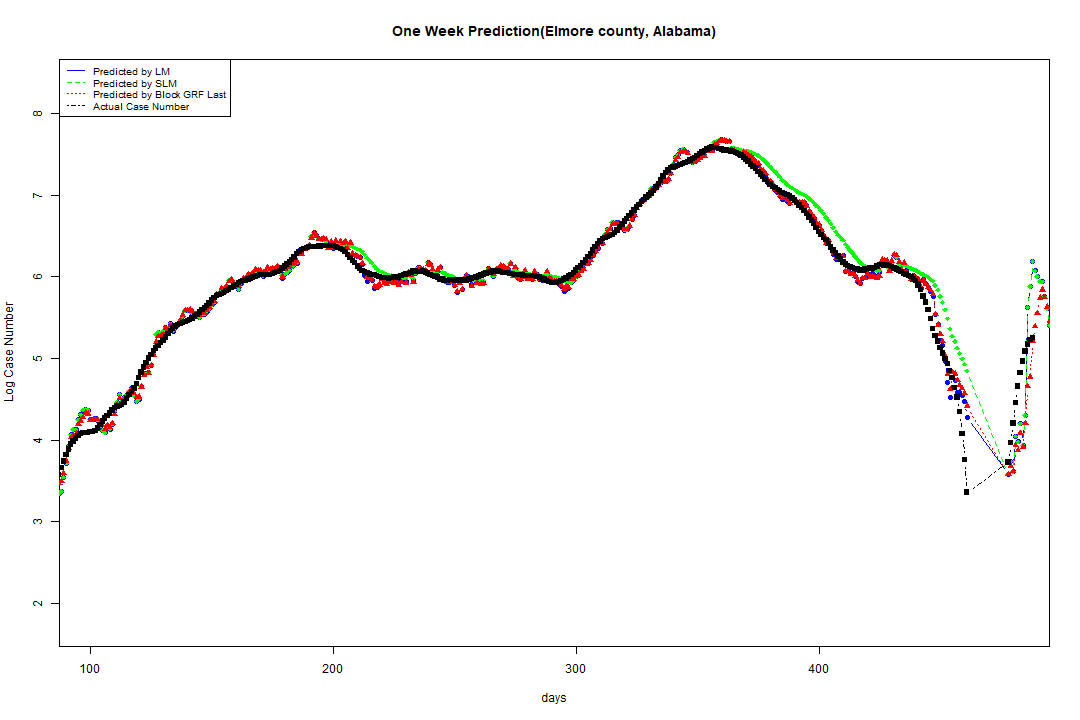 One Week Prediction(Elmore county, Alabama)
Predicted by LM
Predicted by SLM
Predicted by Block GRF Last
Actual Case Number
8
7
6
5
4
3
2
Log Case Number
100 200 300 400
days